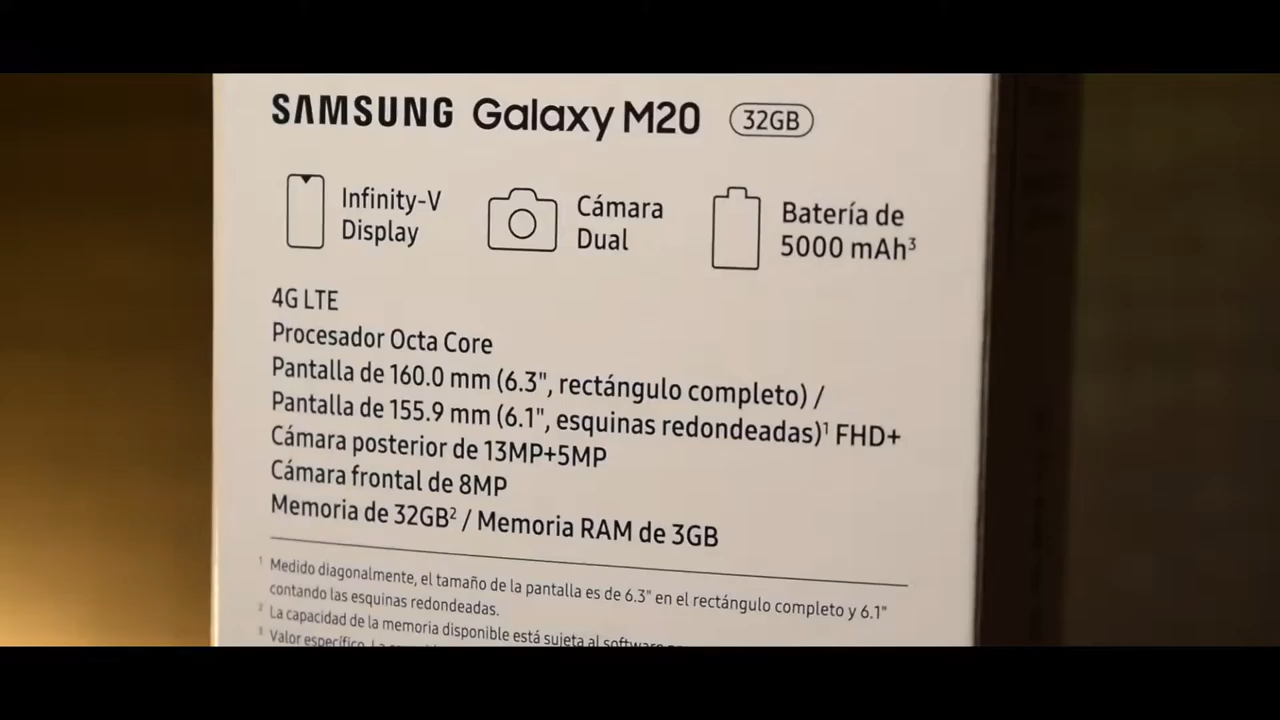 SAMSUNG Galaxy M20 32GB
Infinity-V
Display
Cámara
Dual
Batería de
5000 mAh³
4G LTE
Procesador Octa Core
Pantalla de 160.0 mm (6.3", rectángulo completo) /
Pantalla de 155.9 mm (6.1", esquinas redondeadas)¹ FHD+
Cámara posterior de 13MP+5MP
Cámara frontal de 8MP
Memoria de 32GB² / Memoria RAM de 3GB
¹ Medido diagonalmente, el tamaño de la pantalla es de 6.3" en el rectángulo completo y 6.1"
contando las esquinas redondeadas.
² La capacidad de la memoria disponible está sujeta al software
³ Valor específico. La